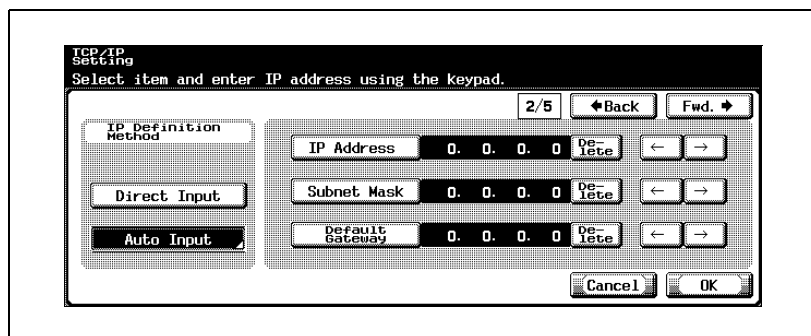 TCP/IP
Setting
Select item and enter IP address using the keypad.
2/5 ←Back Fwd. →
IP Definition
Method
IP Address 0. 0. 0. 0 De-
lete ← →
Direct Input
Subnet Mask 0. 0. 0. 0 De-
lete ← →
Auto Input
Default
Gateway 0. 0. 0. 0 De-
lete ← →
Cancel OK